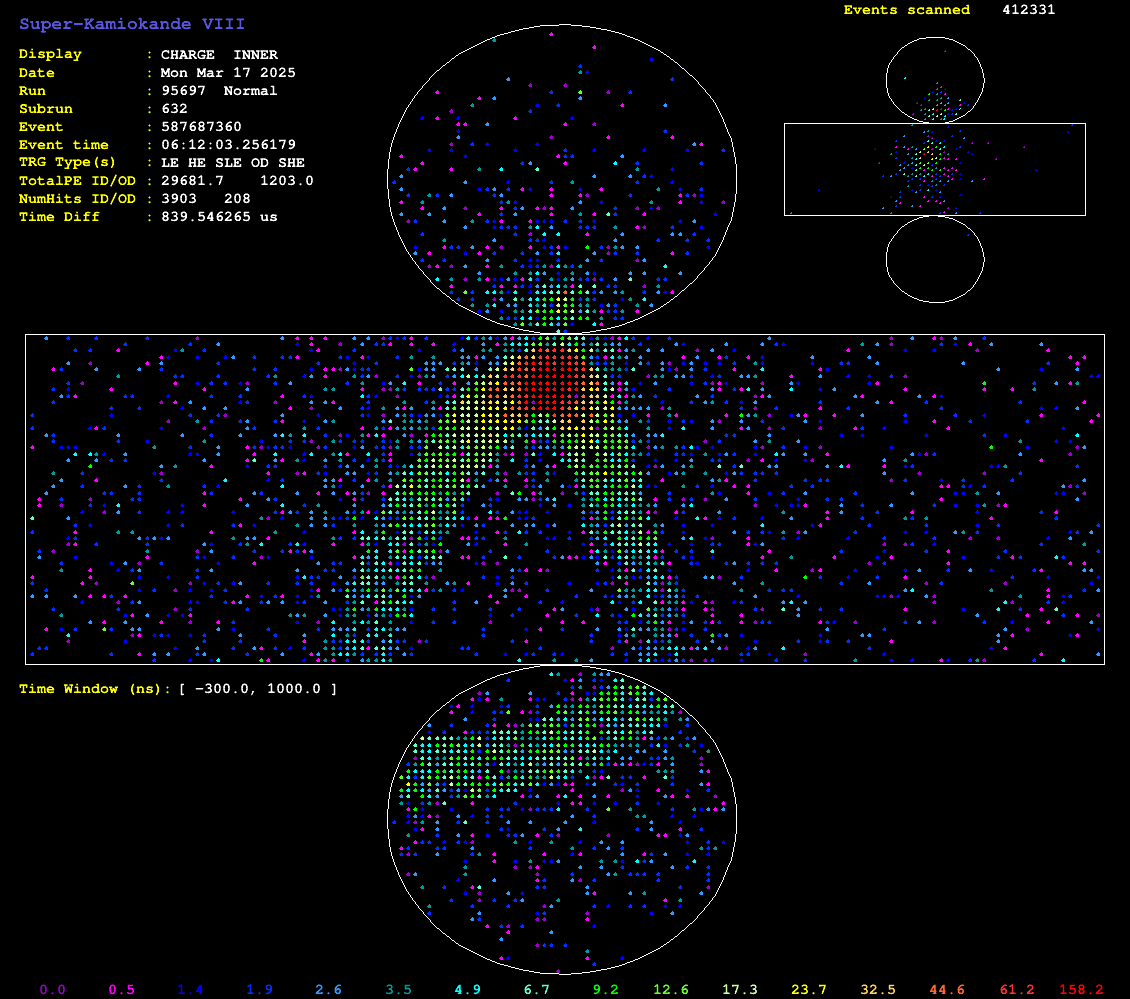 Super-Kamiokande VIII
Events scanned 412331
Display : CHARGE INNER
Date : Mon Mar 17 2025
Run : 95697 Normal
Subrun : 632
Event : 587687360
Event time : 06:12:03.256179
TRG Type(s) : LE HE SLE OD SHE
TotalPE ID/OD : 29681.7 1203.0
NumHits ID/OD : 3903 208
Time Diff : 839.546265 us
Time Window (ns): [ -300.0, 1000.0 ]
0.0 0.5 1.4 1.9 2.6 3.5 4.9 6.7 9.2 12.6 17.3 23.7 32.5 44.6 61.2 158.2